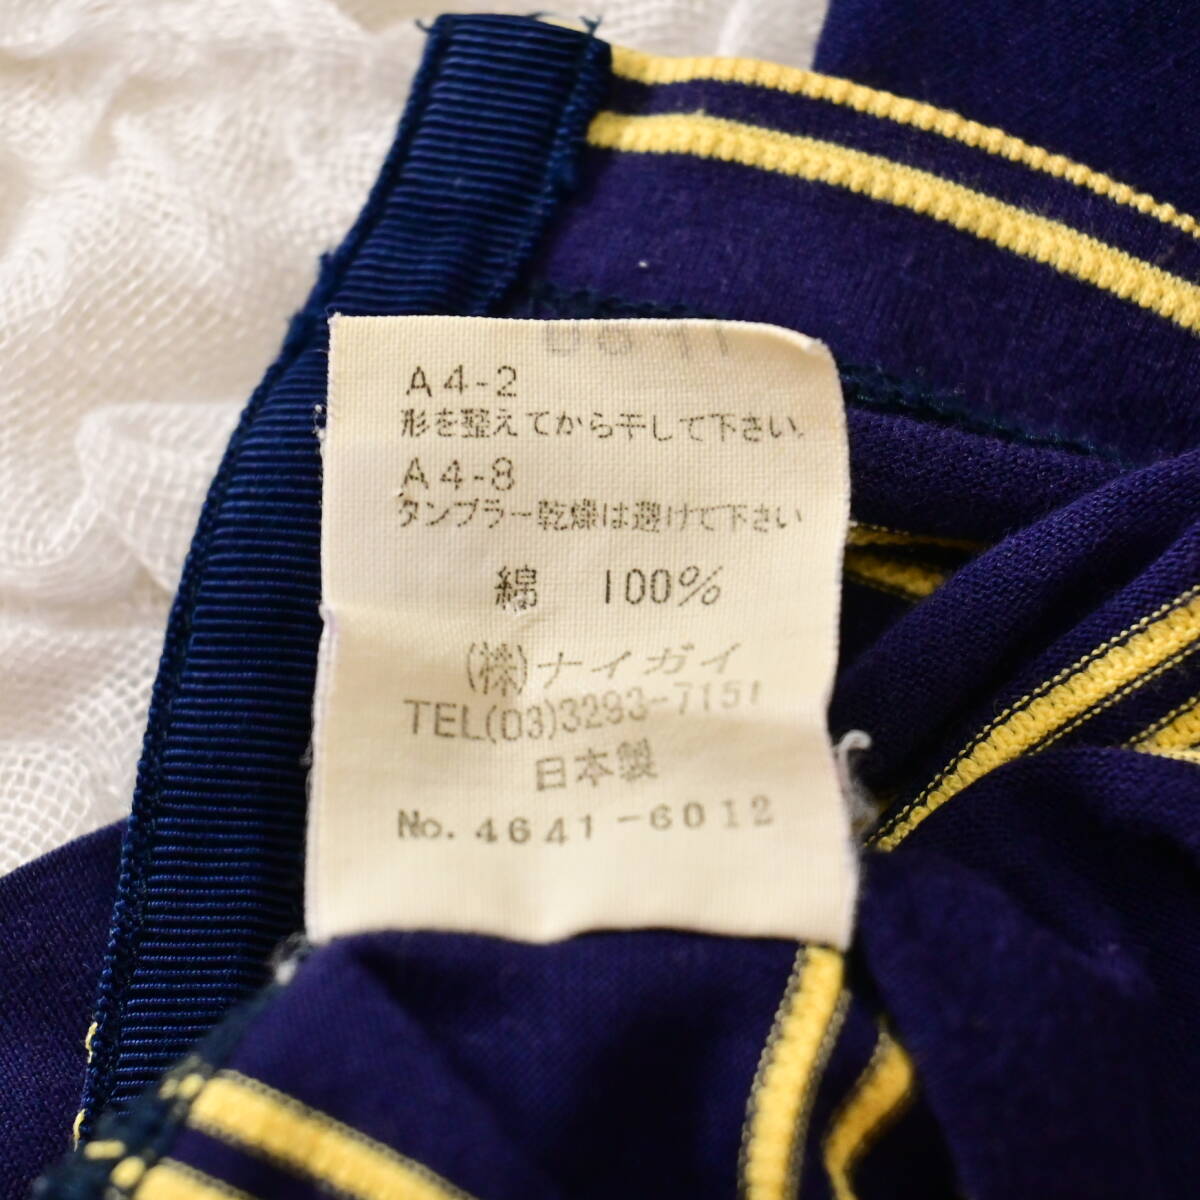 A4-2
形を整えてから干して下さい。
A4-8
タンブラー乾燥は避けて下さい
綿 100%
(株)ナイガイ
TEL(03)3293-7151
日本製
No. 4641-6012